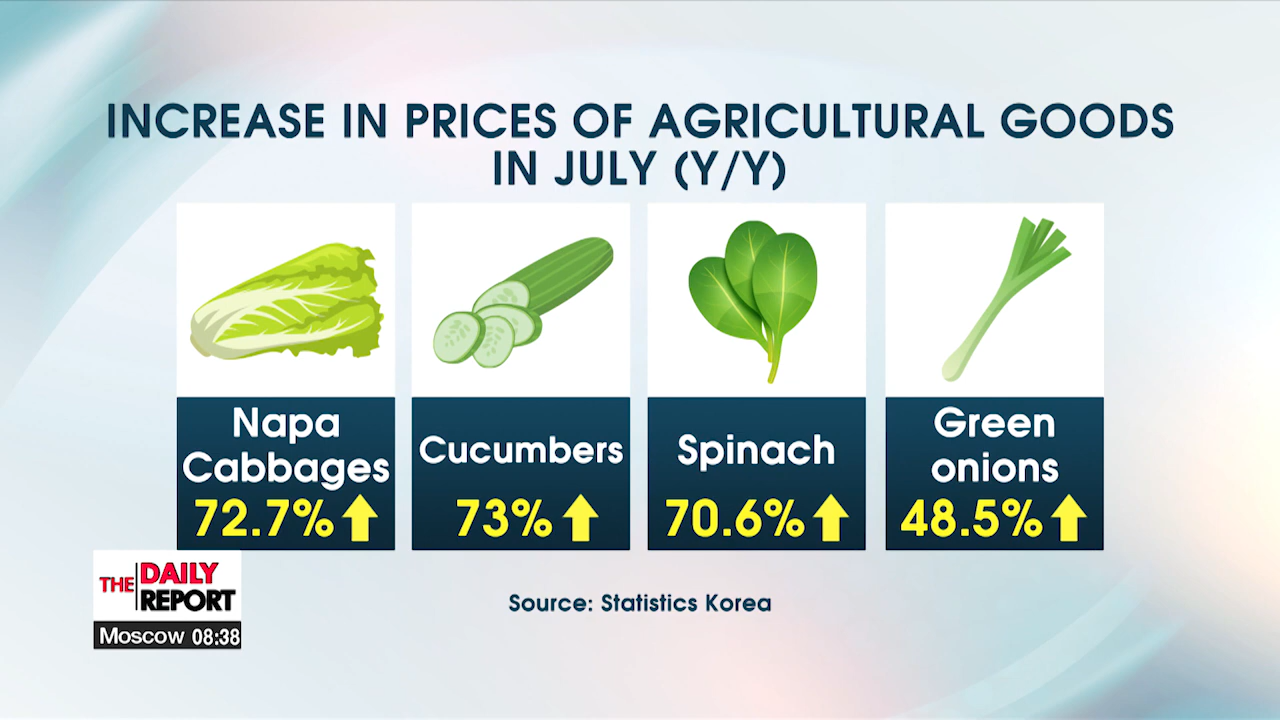 INCREASE IN PRICES OF AGRICULTURAL GOODS
IN JULY (Y/Y)
Napa
Cabbages
72.7%
Cucumbers
73%
Spinach
70.6%
Green
onions
48.5%
THE DAILY
REPORT
Moscow 08:38
Source: Statistics Korea